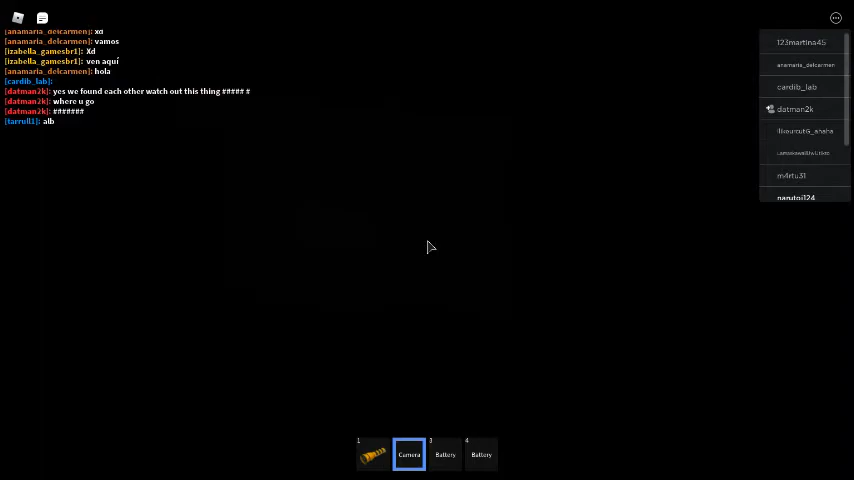 [anamaria_delcarmen]: xd
[anamaria_delcarmen]: vamos
[izabella_gamesbr1]: Xd
[izabella_gamesbr1]: ven aquí
[anamaria_delcarmen]: hola
[cardib_lab]:
[datman2k]: yes we found each other watch out this thing ##### #
[datman2k]: where u go
[datman2k]: #######
[tarrull1]: alb
123martina45
anamaria_delcarmen
cardib_lab
datman2k
m4rtu31
narutoi124
1
Camera
3
Battery
4
Battery